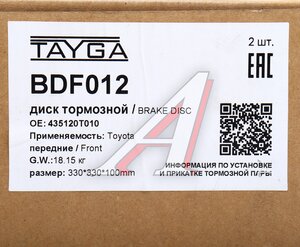 TAYGA
2 шт.
BDF012
EAC
диск тормозной / BRAKE DISC
OE: 435120T010
Применяемость: Toyota
передние / Front
G.W.: 18.15 кг
размер: 330*330*100mm
ИНФОРМАЦИЯ ПО УСТАНОВКЕ
И ПРИКАТКЕ ТОРМОЗНОЙ ПАРЫ